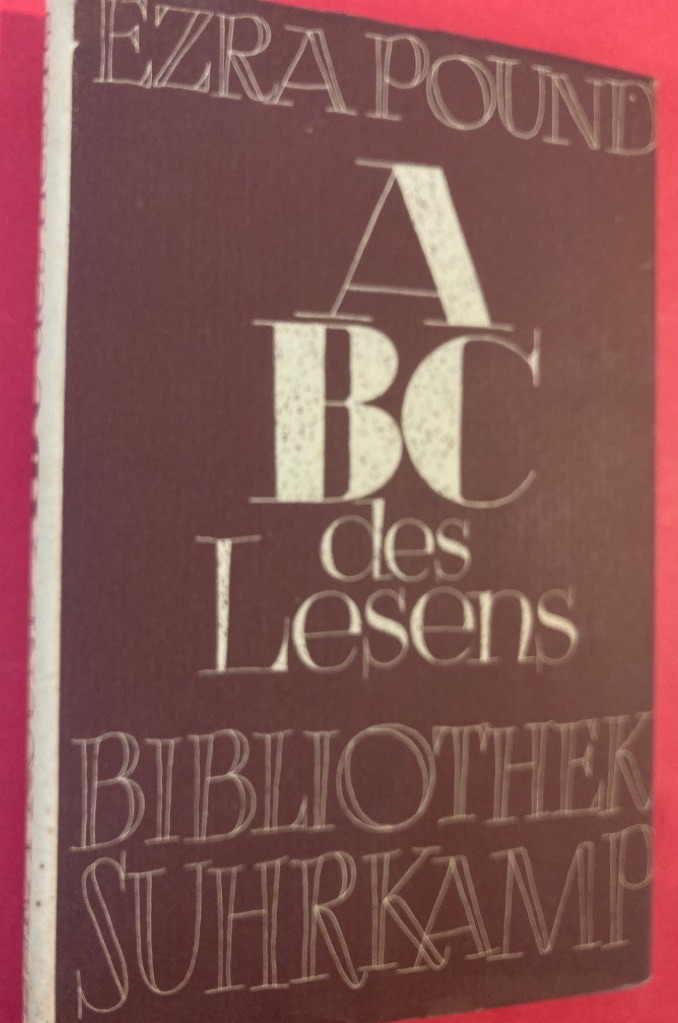 EZRA POUND
A
BC
des
Lesens
BIBLIOTHEK
SUHRKAMP